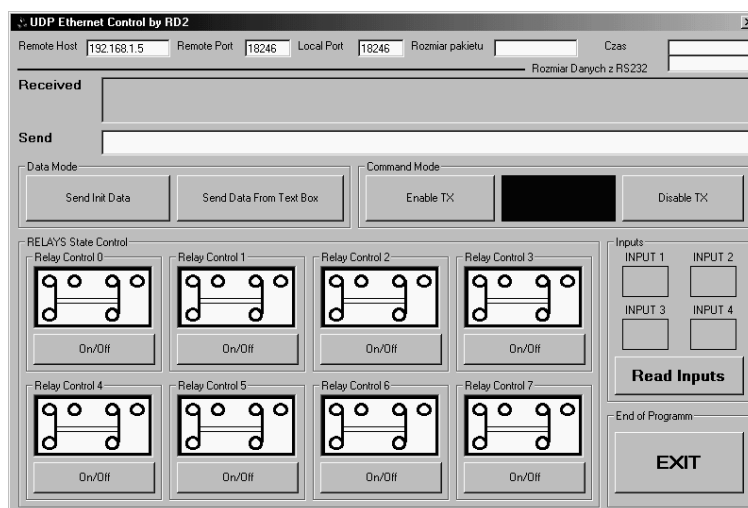 UDP Ethernet Control by RD2
Remote Host 192.168.1.5 Remote Port 18246 Local Port 18246 Rozmiar pakietu Czas
Rozmiar Danych z RS232
Received
Send
Data Mode Command Mode
Send Init Data Send Data From Text Box Enable TX Disable TX
RELAYS State Control Inputs
Relay Control 0 Relay Control 1 Relay Control 2 Relay Control 3 INPUT 1 INPUT 2
INPUT 3 INPUT 4
On/Off On/Off On/Off On/Off
Read Inputs
Relay Control 4 Relay Control 5 Relay Control 6 Relay Control 7
End of Programm
EXIT
On/Off On/Off On/Off On/Off